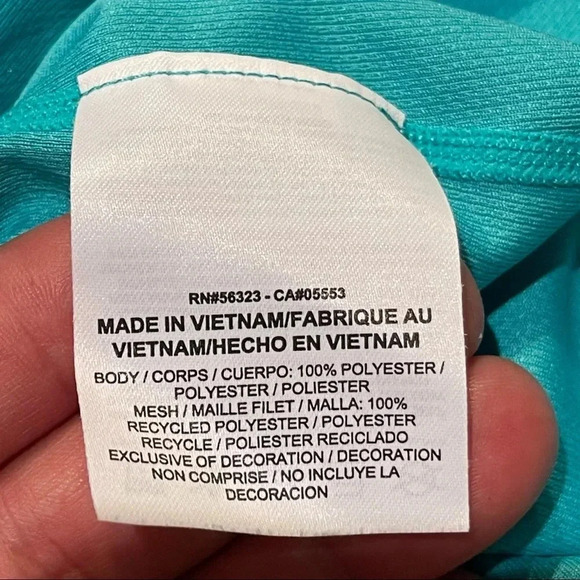 RN#56323 - CA#05553
MADE IN VIETNAM/FABRIQUE AU
VIETNAM/HECHO EN VIETNAM
BODY / CORPS / CUERPO: 100% POLYESTER /
POLYESTER / POLIESTER
MESH / MAILLE FILET / MALLA: 100%
RECYCLED POLYESTER / POLYESTER
RECYCLE / POLIESTER RECICLADO
EXCLUSIVE OF DECORATION / DECORATION
NON COMPRISE / NO INCLUYE LA
DECORACION